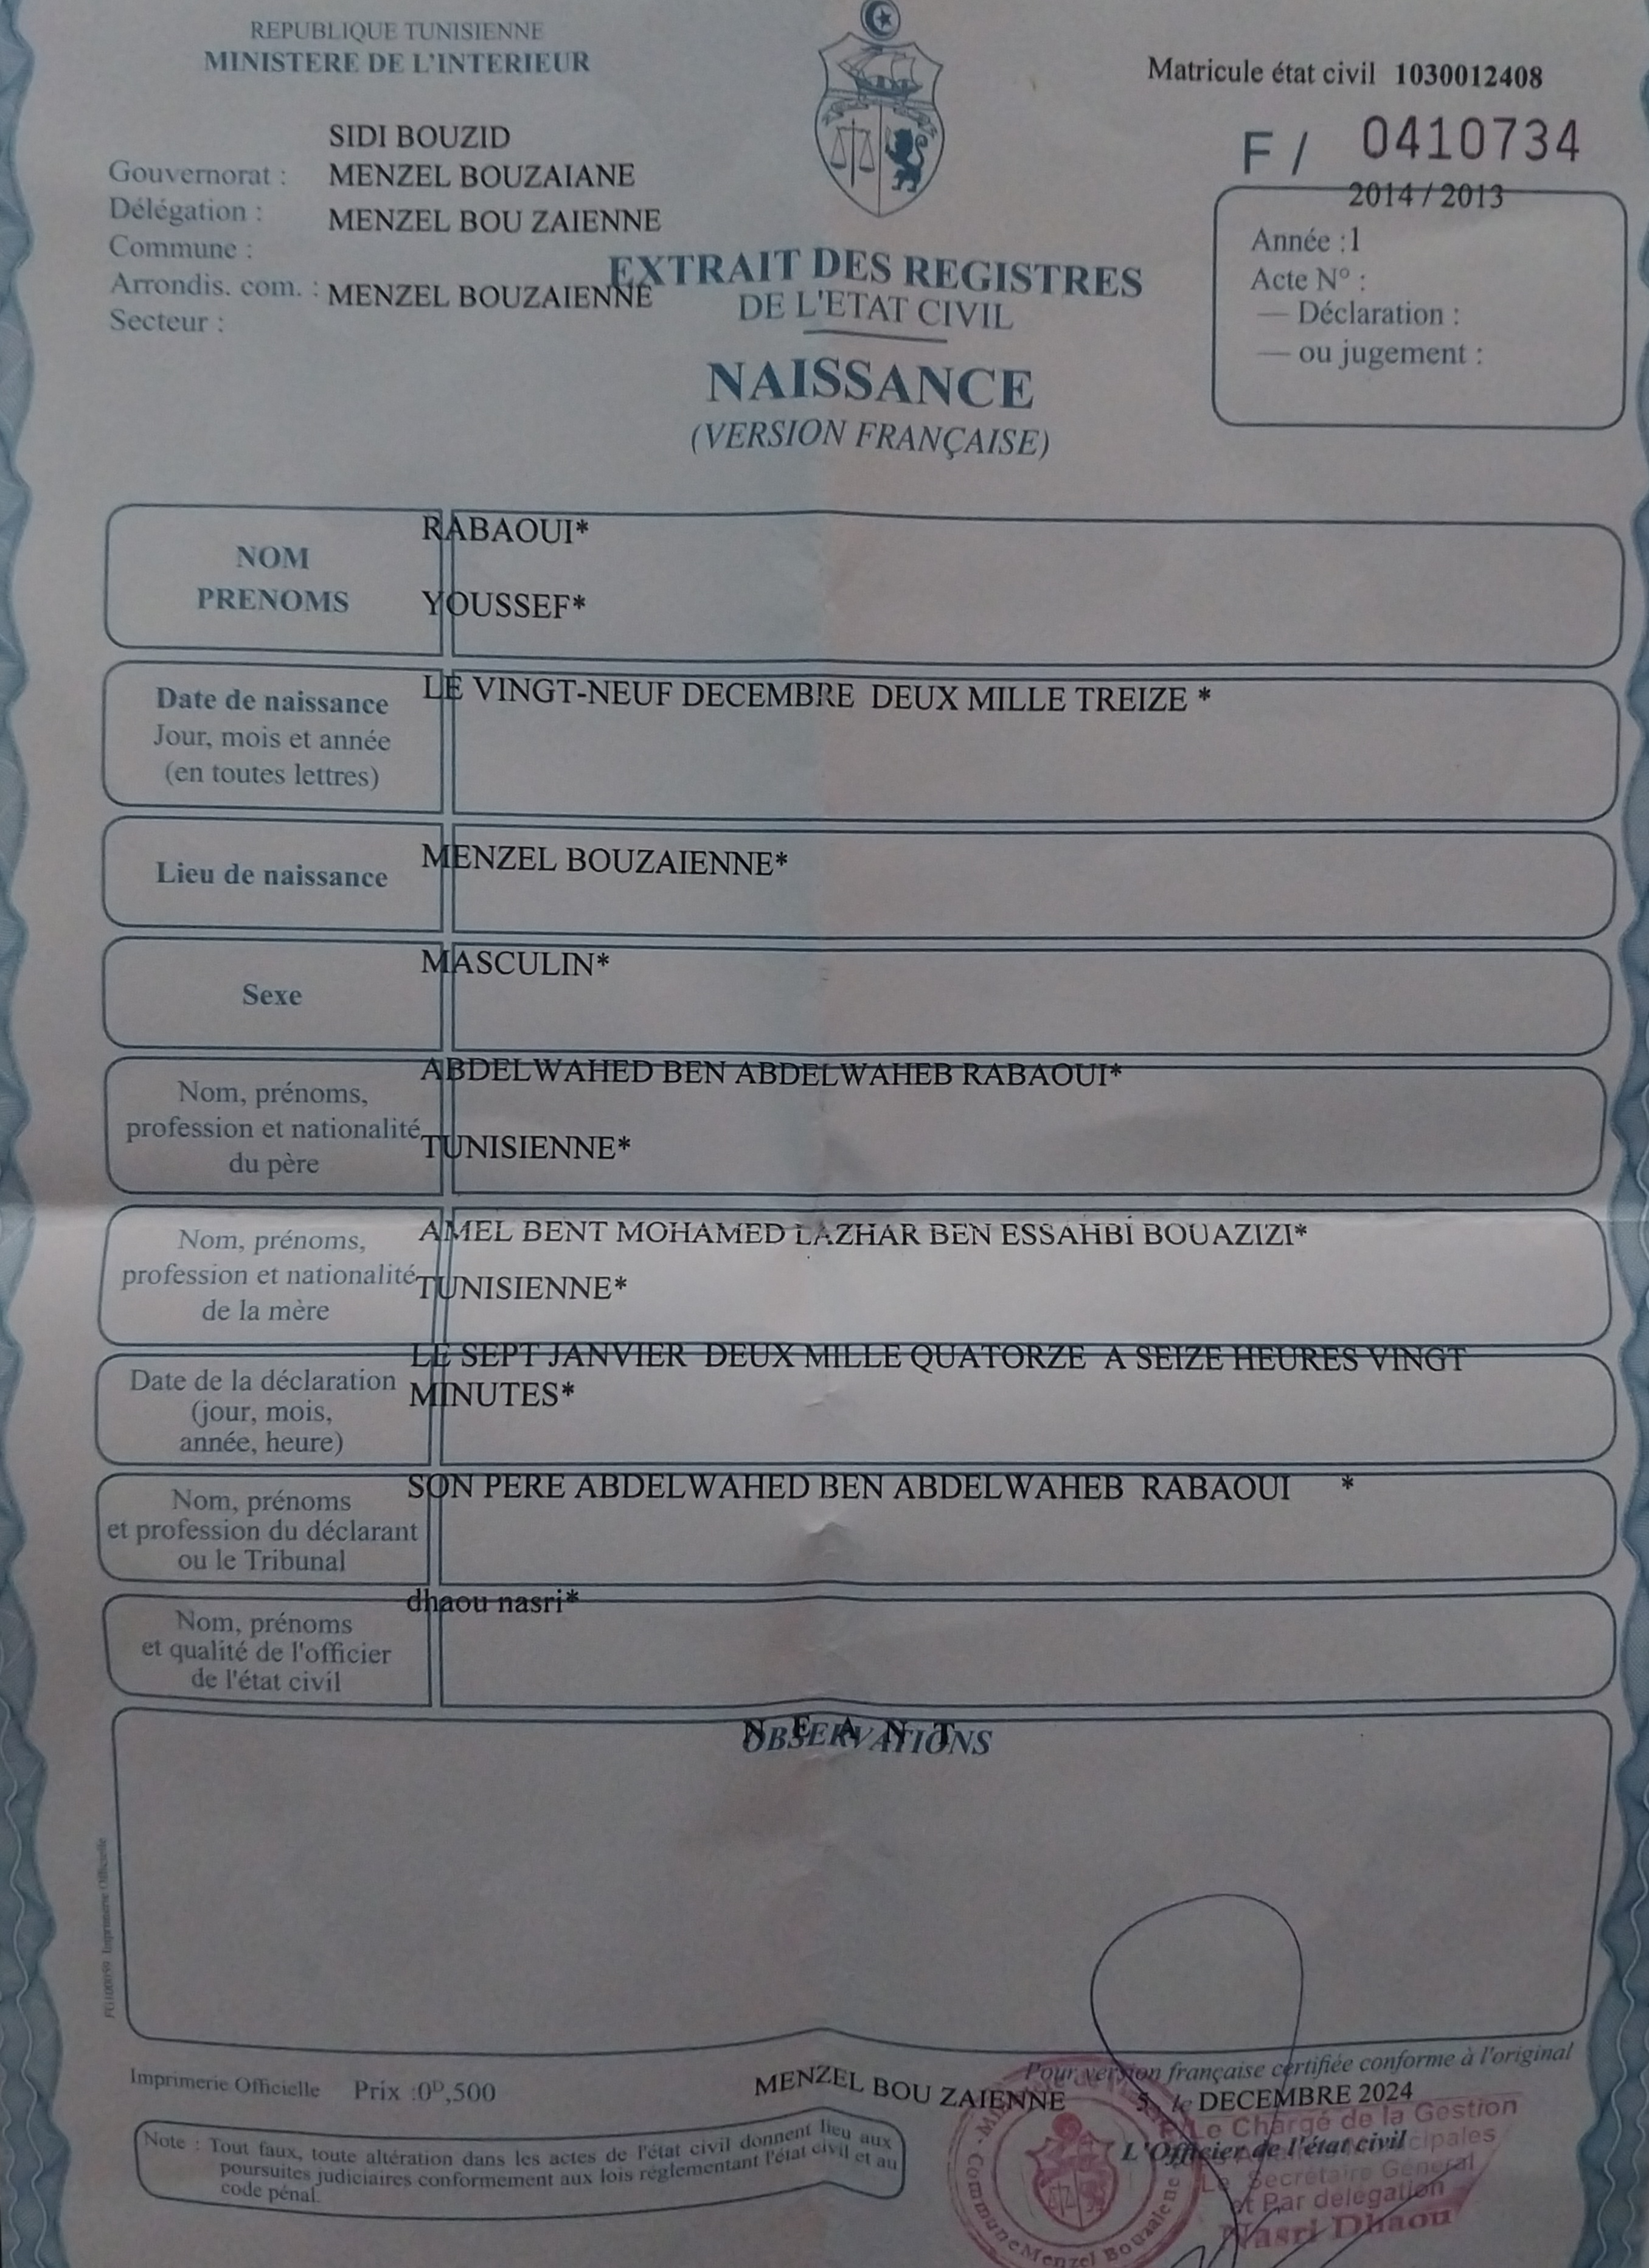 REPUBLIQUE TUNISIENNE
MINISTERE DE L'INTERIEUR
Matricule état civil 1030012408
F / 0410734
SIDI BOUZID
Gouvernorat : MENZEL BOUZAIANE
Délégation : MENZEL BOU ZAIENNE
Commune :
Arrondis. com. : MENZEL BOUZAIENNE
Secteur :
2014 / 2013
Année :1
Acte N° :
— Déclaration :
— ou jugement :
EXTRAIT DES REGISTRES
DE L'ETAT CIVIL
NAISSANCE
(VERSION FRANÇAISE)
NOM
PRENOMS
RABAOUI*
YOUSSEF*
Date de naissance
Jour, mois et année
(en toutes lettres)
LE VINGT-NEUF DECEMBRE DEUX MILLE TREIZE *
Lieu de naissance
MENZEL BOUZAIENNE*
Sexe
MASCULIN*
Nom, prénoms,
profession et nationalité
du père
ABDELWAHED BEN ABDELWAHEB RABAOUI*
TUNISIENNE*
Nom, prénoms,
profession et nationalité
de la mère
AMEL BENT MOHAMED LAZHAR BEN ESSAHBI BOUAZIZI*
TUNISIENNE*
Date de la déclaration
(jour, mois,
année, heure)
LE SEPT JANVIER DEUX MILLE QUATORZE A SEIZE HEURES VINGT
MINUTES*
Nom, prénoms
et profession du déclarant
ou le Tribunal
SON PERE ABDELWAHED BEN ABDELWAHEB RABAOUI *
Nom, prénoms
et qualité de l'officier
de l'état civil
dhaou nasri*
OBSERVATIONS
N E A N T
Imprimerie Officielle
Imprimerie Officielle Prix :0ᴰ,500
Pour version française certifiée conforme à l'original
MENZEL BOU ZAIENNE 5 le DECEMBRE 2024
L'Officier de l'état civil
Note : Tout faux, toute altération dans les actes de l'état civil donnent lieu aux
poursuites judiciaires conformement aux lois réglementant l'état civil et au
code pénal.
Le Chargé de la Gestion
Le Secrétaire Général
et Par delegation
Nasri Dhaou
Commune Menzel Bouzaiene